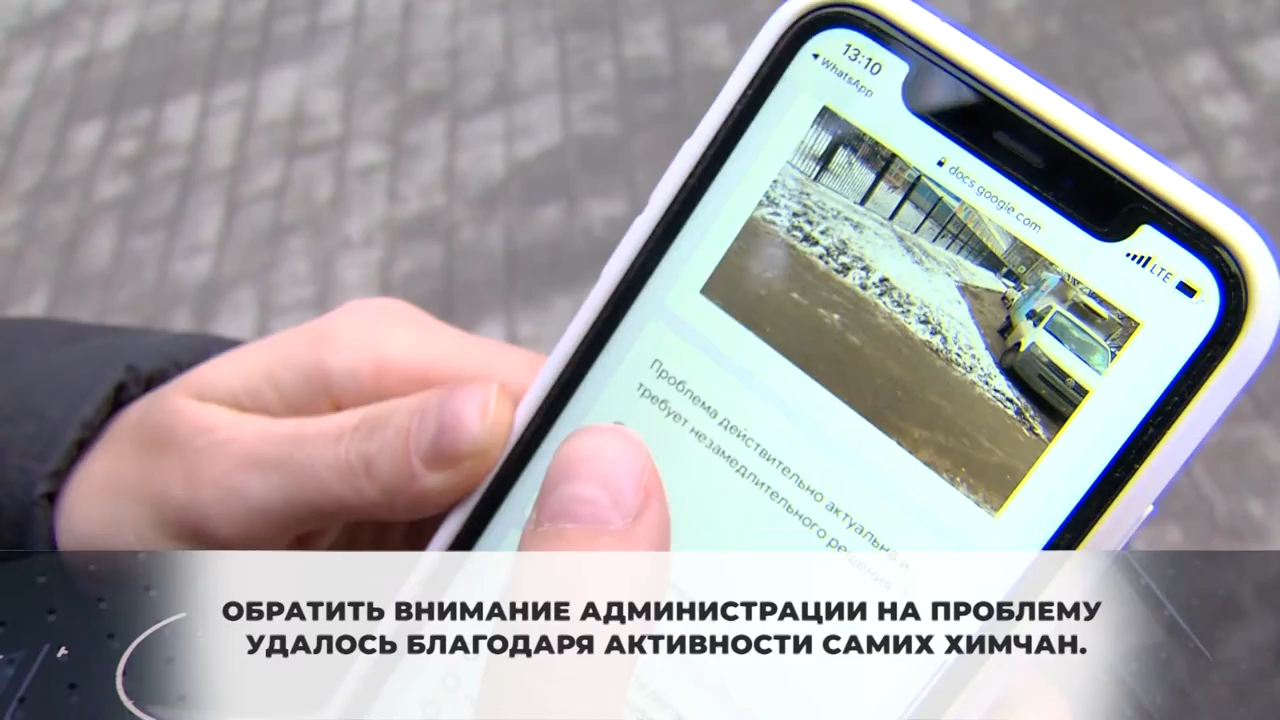 13:10
WhatsApp
docs.google.com
LTE
Проблема действительно актуальна и
требует незамедлительного решения
ОБРАТИТЬ ВНИМАНИЕ АДМИНИСТРАЦИИ НА ПРОБЛЕМУ
УДАЛОСЬ БЛАГОДАРЯ АКТИВНОСТИ САМИХ ХИМЧАН.